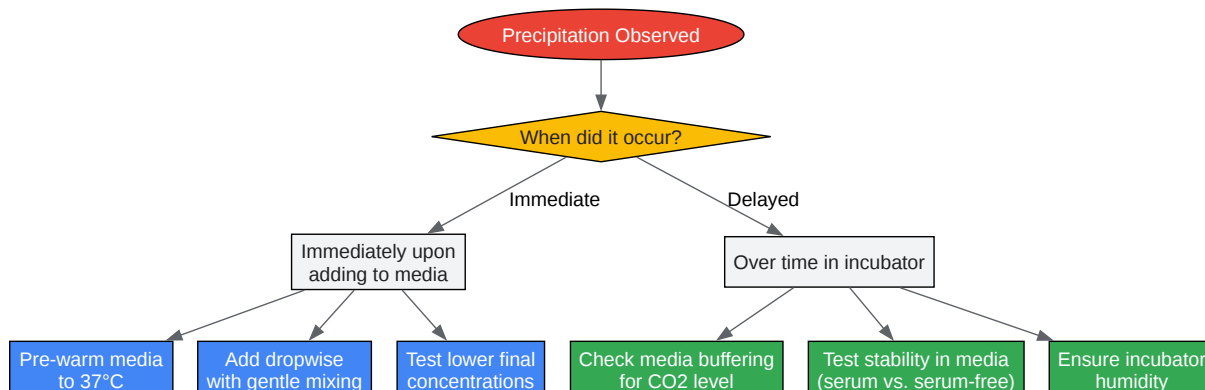 Precipitation Observed
When did it occur?
Immediate
Delayed
Immediately upon
adding to media
Over time in incubator
Pre-warm media
to 37°C
Add dropwise
with gentle mixing
Test lower final
concentrations
Check media buffering
for CO2 level
Test stability in media
(serum vs. serum-free)
Ensure incubator
humidity